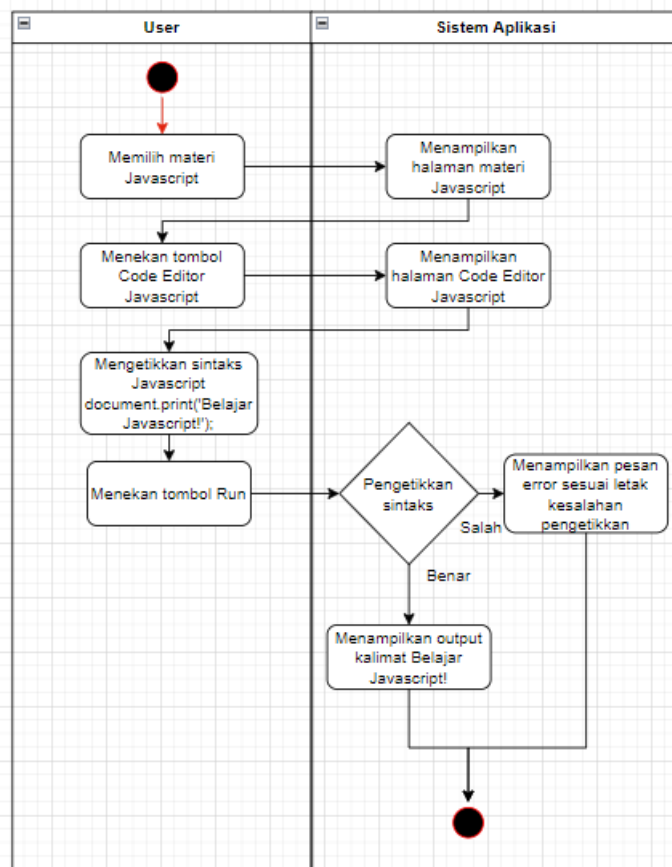 User
Sistem Aplikasi
Memilih materi
Javascript
Menampilkan
halaman materi
Javascript
Menekan tombol
Code Editor
Javascript
Menampilkan
halaman Code Editor
Javascript
Mengetikkan sintaks
Javascript
document.print('Belajar
Javascript!');
Menekan tombol Run
Pengetikkan
sintaks
Salah
Menampilkan pesan
error sesuai letak
kesalahan
pengetikkan
Benar
Menampilkan output
kalimat Belajar
Javascript!